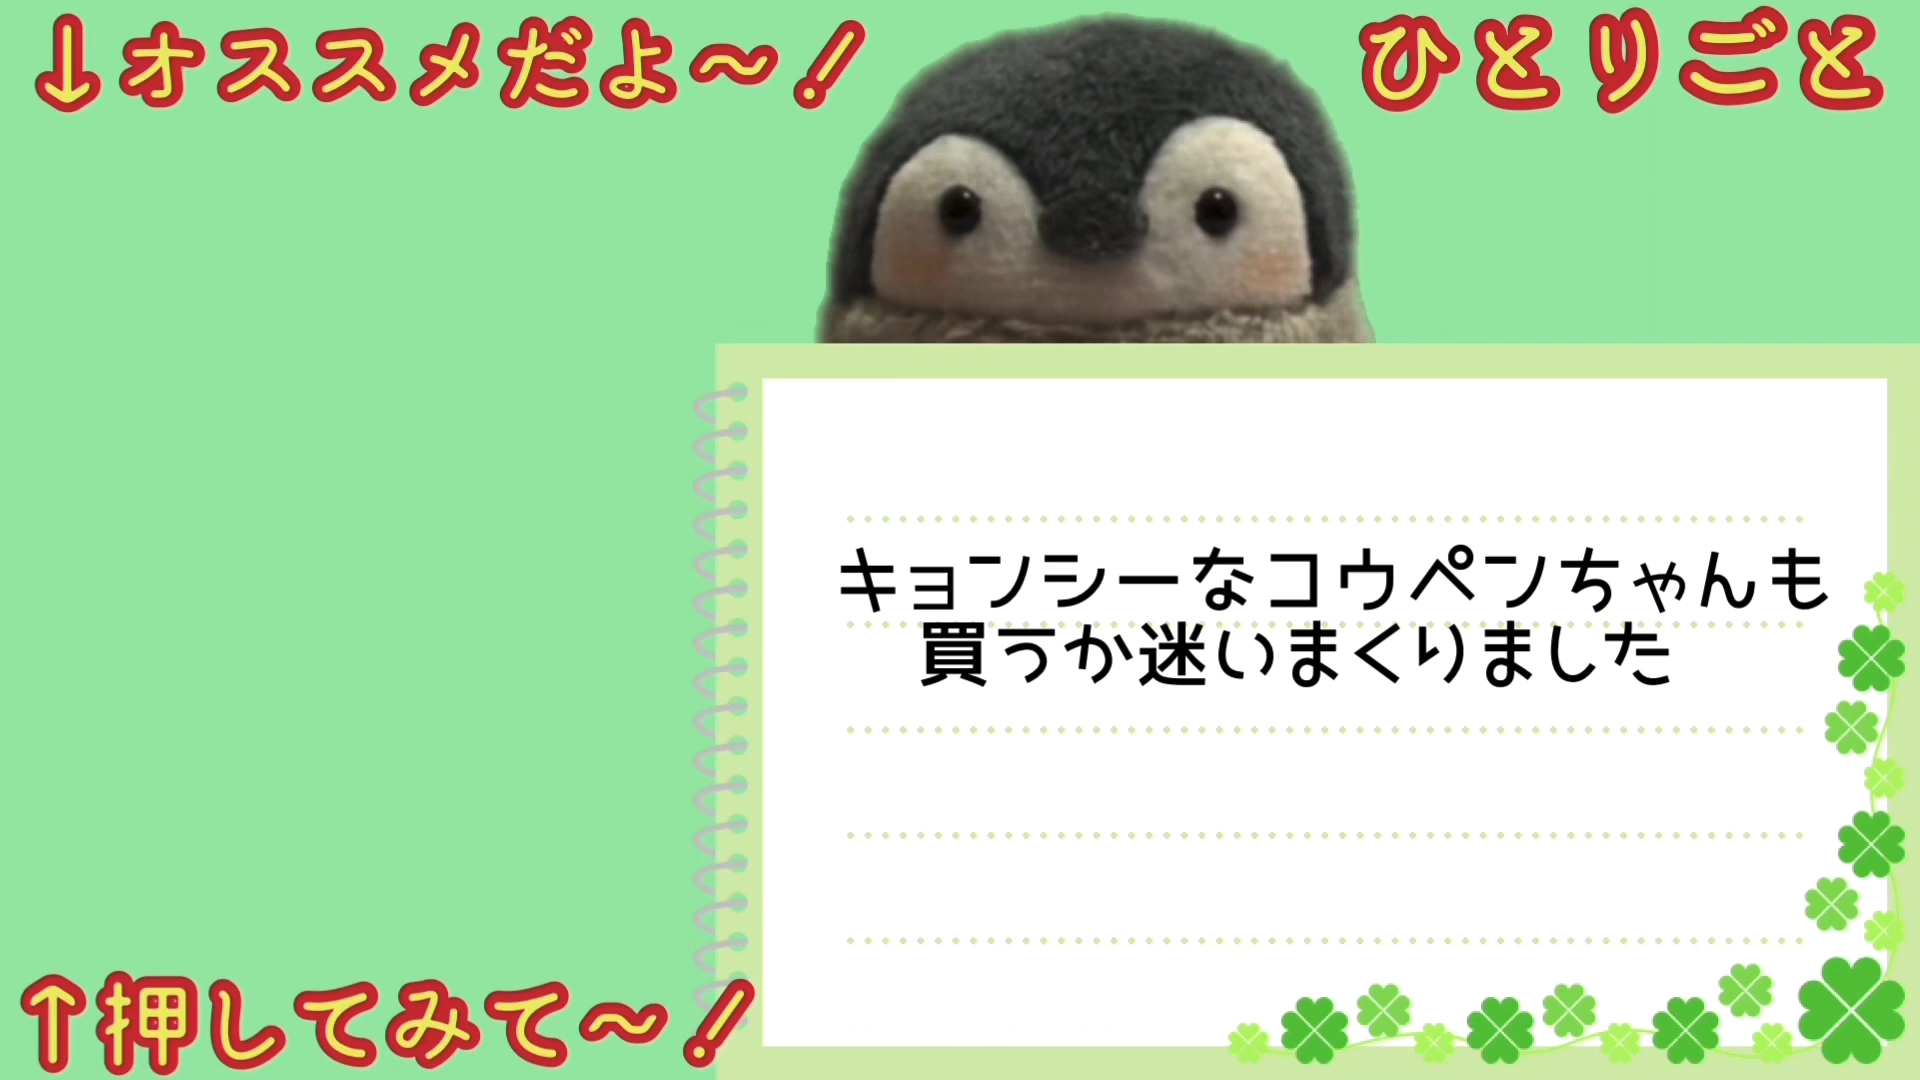 ↓オススメだよ～！
ひとりごと
キョンシーなコウペンちゃんも
買うか迷いまくりました
↑押してみて～！